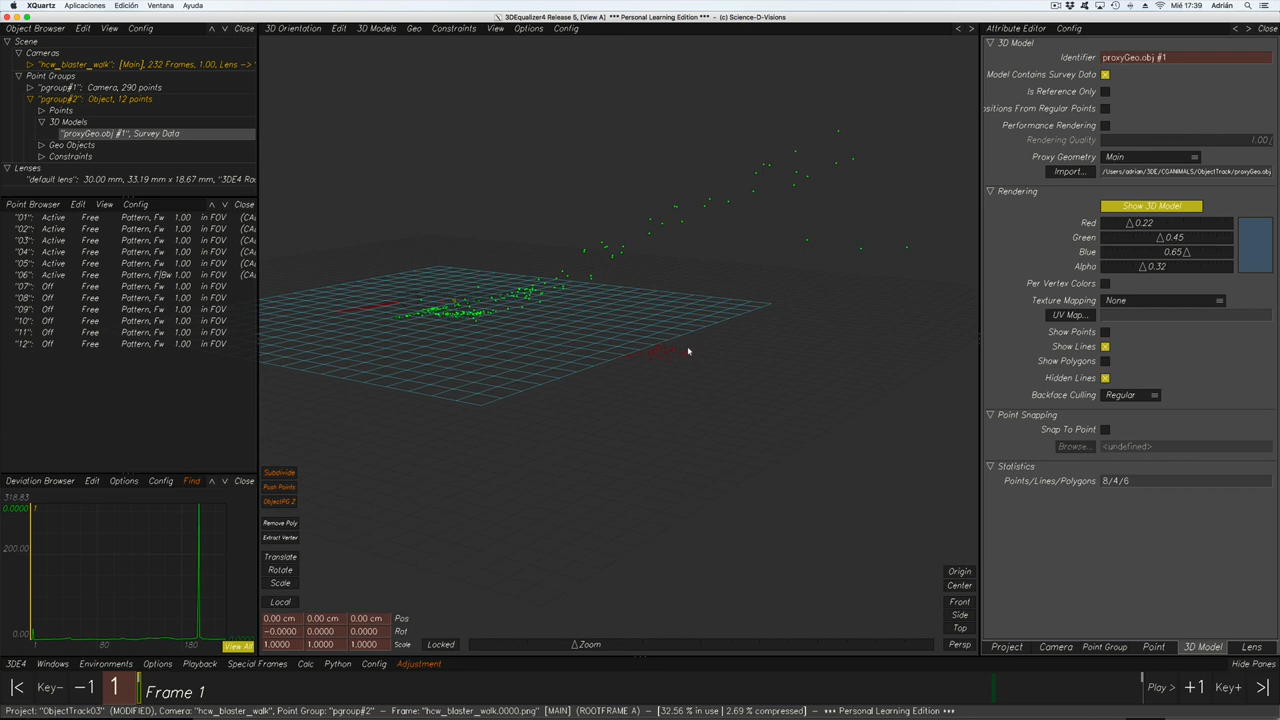 XQuartz Aplicaciones Edición Ventana Ayuda Mié 17:39 Adrián
3DEqualizer4 Release 5, [View A] *** Personal Learning Edition *** - (c) Science-D-Visions
Object Browser Edit View Config Close
Scene
Cameras
"hcw_blaster_walk": [Main], 232 Frames, 1.00, Lens ->
Point Groups
"pgroup#1": Camera, 290 points
"pgroup#2": Object, 12 points
Points
3D Models
"proxyGeo.obj #1", Survey Data
Geo Objects
Constraints
Lenses
"default lens": 30.00 mm, 33.19 mm x 18.67 mm, "3DE4 Ra
Point Browser Edit View Config Close
"01": Active Free Pattern, Fw 1.00 in FOV (CA
"02": Active Free Pattern, Fw 1.00 in FOV (CA
"03": Active Free Pattern, Fw 1.00 in FOV (CA
"04": Active Free Pattern, Fw 1.00 in FOV (CA
"05": Active Free Pattern, Fw 1.00 in FOV (CA
"06": Active Free Pattern, F|Bw 1.00 in FOV (CA
"07": Off Free Pattern, Fw 1.00 in FOV
"08": Off Free Pattern, Fw 1.00 in FOV
"09": Off Free Pattern, Fw 1.00 in FOV
"10": Off Free Pattern, Fw 1.00 in FOV
"11": Off Free Pattern, Fw 1.00 in FOV
"12": Off Free Pattern, Fw 1.00 in FOV
Deviation Browser Edit Options Config Find Close
318.83
0.0000 1
200.00
0.00
1 80 180
View All
3D Orientation Edit 3D Models Geo Constraints View Options Config
Subdivide
Push Points
ObjectPG Z
Remove Poly
Extract Vertex
Translate
Rotate
Scale
Local
0.00 cm 0.00 cm 0.00 cm Pos
-0.0000 0.0000 0.0000 Rot
1.0000 1.0000 1.0000 Scale
Locked
Zoom
Origin
Center
Front
Side
Top
Persp
Attribute Editor Config Close
3D Model
Identifier proxyGeo.obj #1
Model Contains Survey Data
Is Reference Only
ositions From Regular Points
Performance Rendering
Rendering Quality 1.00
Proxy Geometry Main
Import... /Users/adrian/3DE/CGANIMALS/ObjectTrack/proxyGeo.obj
Rendering
Show 3D Model
Red 0.22
Green 0.45
Blue 0.65
Alpha 0.32
Per Vertex Colors
Texture Mapping None
UV Map...
Show Points
Show Lines
Show Polygons
Hidden Lines
Backface Culling Regular
Point Snapping
Snap To Point
Browse... <undefined>
Statistics
Points/Lines/Polygons 8/4/6
Project Camera Point Group Point 3D Model Lens
3DE4 Windows Environments Options Playback Special Frames Calc Python Config Adjustment Hide Panes
Key- -1 1 Frame 1 Play > +1 Key+
Project: "ObjectTrack03" (MODIFIED), Camera: "hcw_blaster_walk", Point Group: "pgroup#2" - Frame: "hcw_blaster_walk.0000.png" [MAIN] (ROOTFRAME A) - [32.56 % in use | 2.69 % compressed] - *** Personal Learning Edition ***